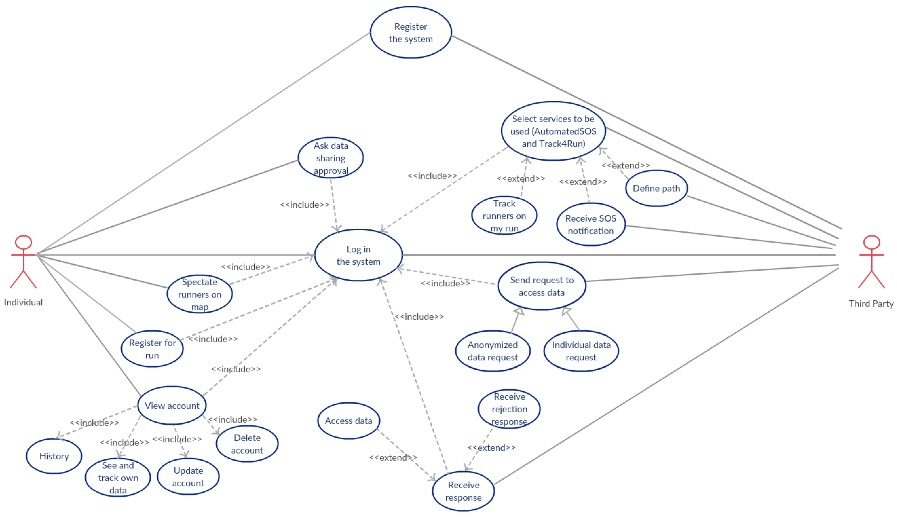 Register
the system
Select services to be
used (AutomatedSOS
and Track4Run)
Ask data
sharing
approval
<<include>>
<<extend>>
<<extend>>
<<extend>>
Define path
<<include>>
Track
runners on
my run
Receive SOS
notification
Log in
the system
Individual
Third Party
<<include>>
Spectate
runners on
map
<<include>>
Send request to
access data
<<include>>
Register for
run
<<include>>
Anonymized
data request
Individual data
request
<<include>>
View account
<<include>>
<<include>>
<<include>>
<<include>>
Access data
Receive
rejection
response
Delete
account
History
See and
track own
data
Update
account
<<extend>>
<<extend>>
Receive
response